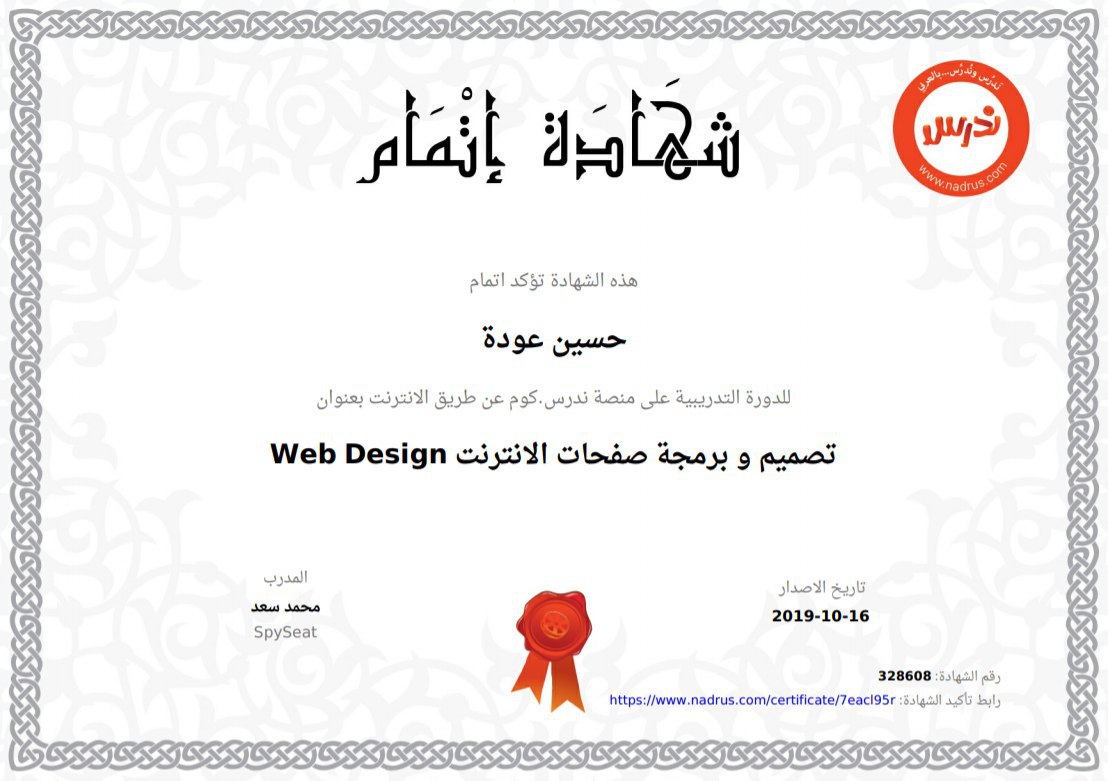 ندرس وندرس...بالعربي
ندرس
www.nadrus.com
شَهَادَة إتْمَام
هذه الشهادة تؤكد اتمام
حسين عودة
للدورة التدريبية على منصة ندرس.كوم عن طريق الانترنت بعنوان
تصميم و برمجة صفحات الانترنت Web Design
تاريخ الاصدار
2019-10-16
المدرب
محمد سعد
SpySeat
رقم الشهادة: 328608
رابط تأكيد الشهادة: https://www.nadrus.com/certificate/7eacl95r